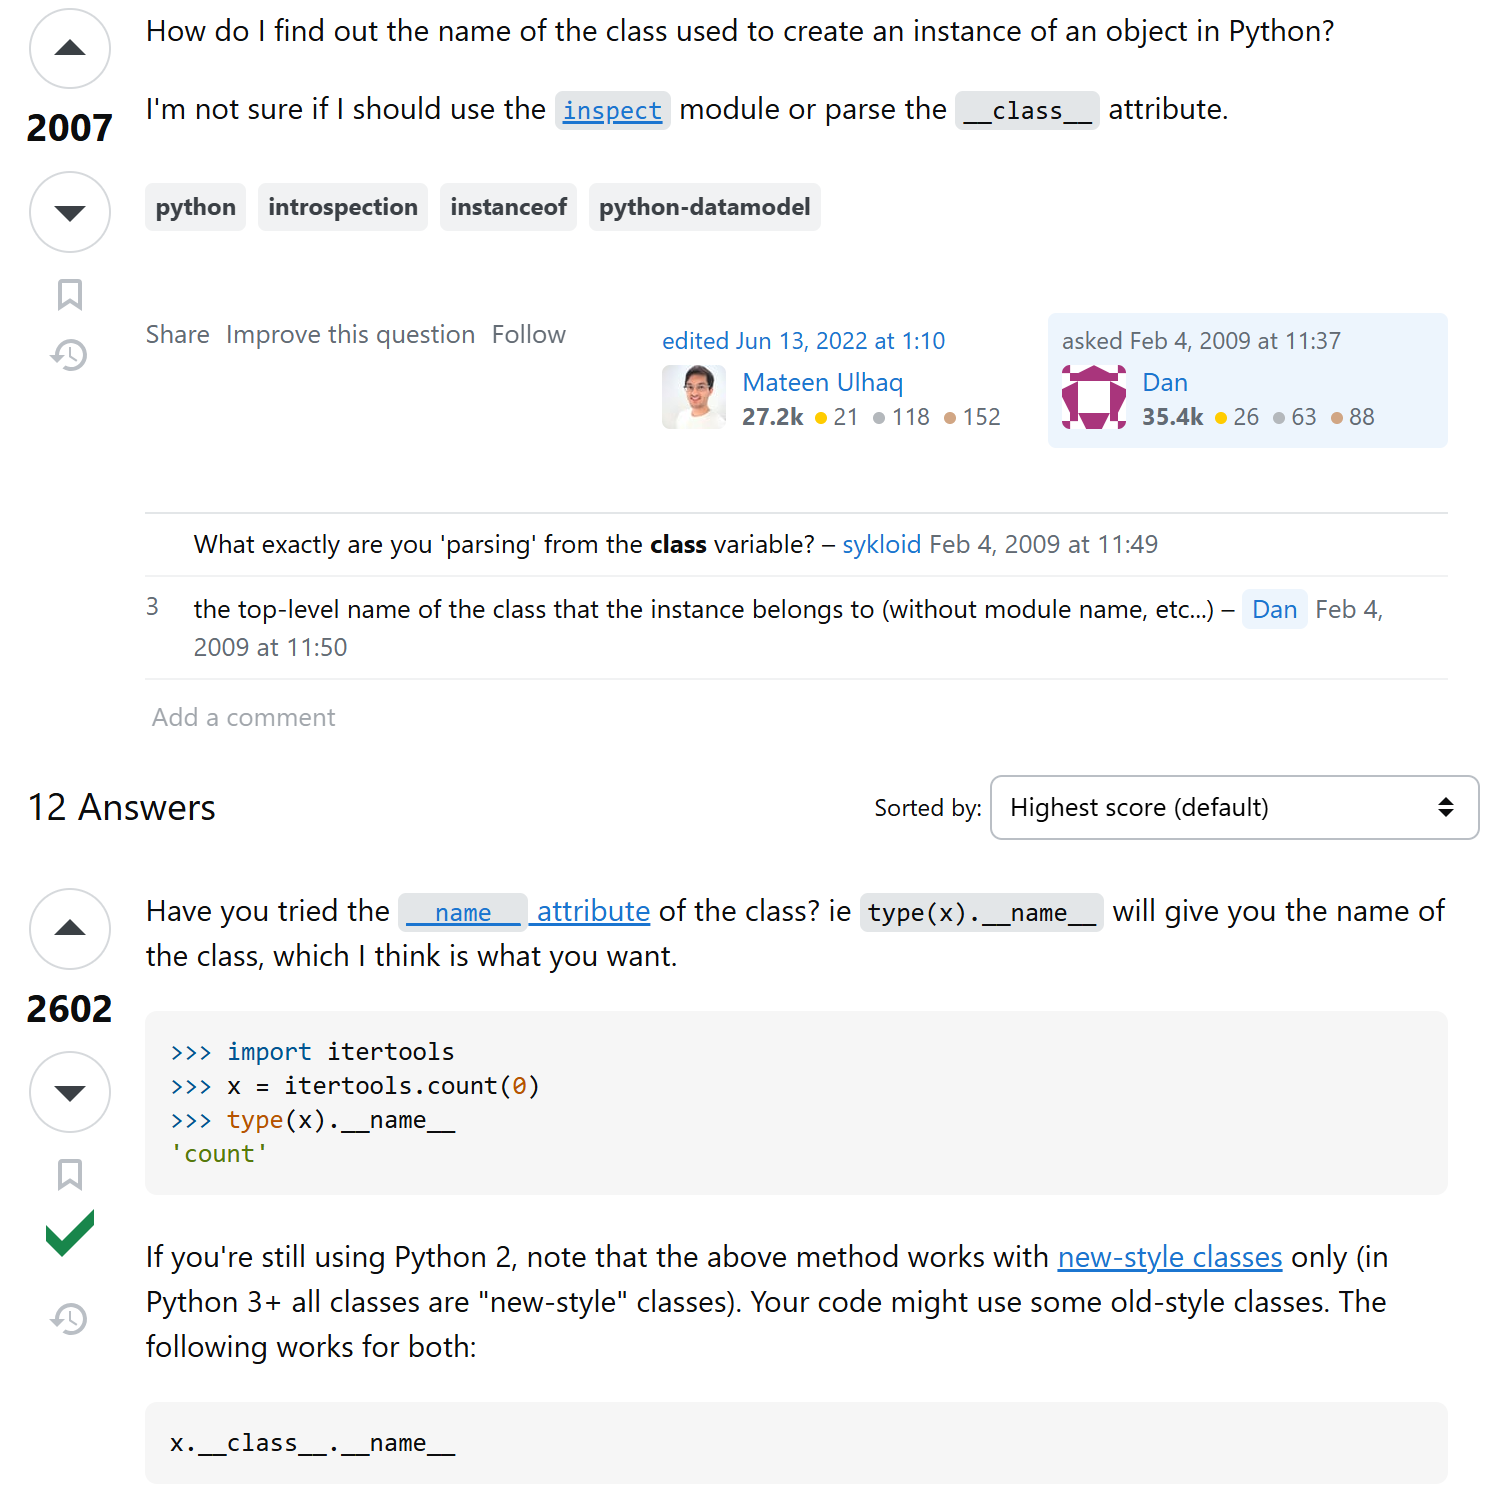 How do I find out the name of the class used to create an instance of an object in Python?
2007
I'm not sure if I should use the inspect module or parse the __class__ attribute.
python introspection instanceof python-datamodel
Share Improve this question Follow
edited Jun 13, 2022 at 1:10
Mateen Ulhaq
27.2k 21 118 152
asked Feb 4, 2009 at 11:37
Dan
35.4k 26 63 88
What exactly are you 'parsing' from the class variable? – sykloid Feb 4, 2009 at 11:49
3 the top-level name of the class that the instance belongs to (without module name, etc...) – Dan Feb 4,
2009 at 11:50
Add a comment
12 Answers
Sorted by: Highest score (default)
Have you tried the __name__ attribute of the class? ie type(x).__name__ will give you the name of
the class, which I think is what you want.
2602
>>> import itertools
>>> x = itertools.count(0)
>>> type(x).__name__
'count'
If you're still using Python 2, note that the above method works with new-style classes only (in
Python 3+ all classes are "new-style" classes). Your code might use some old-style classes. The
following works for both:
x.__class__.__name__